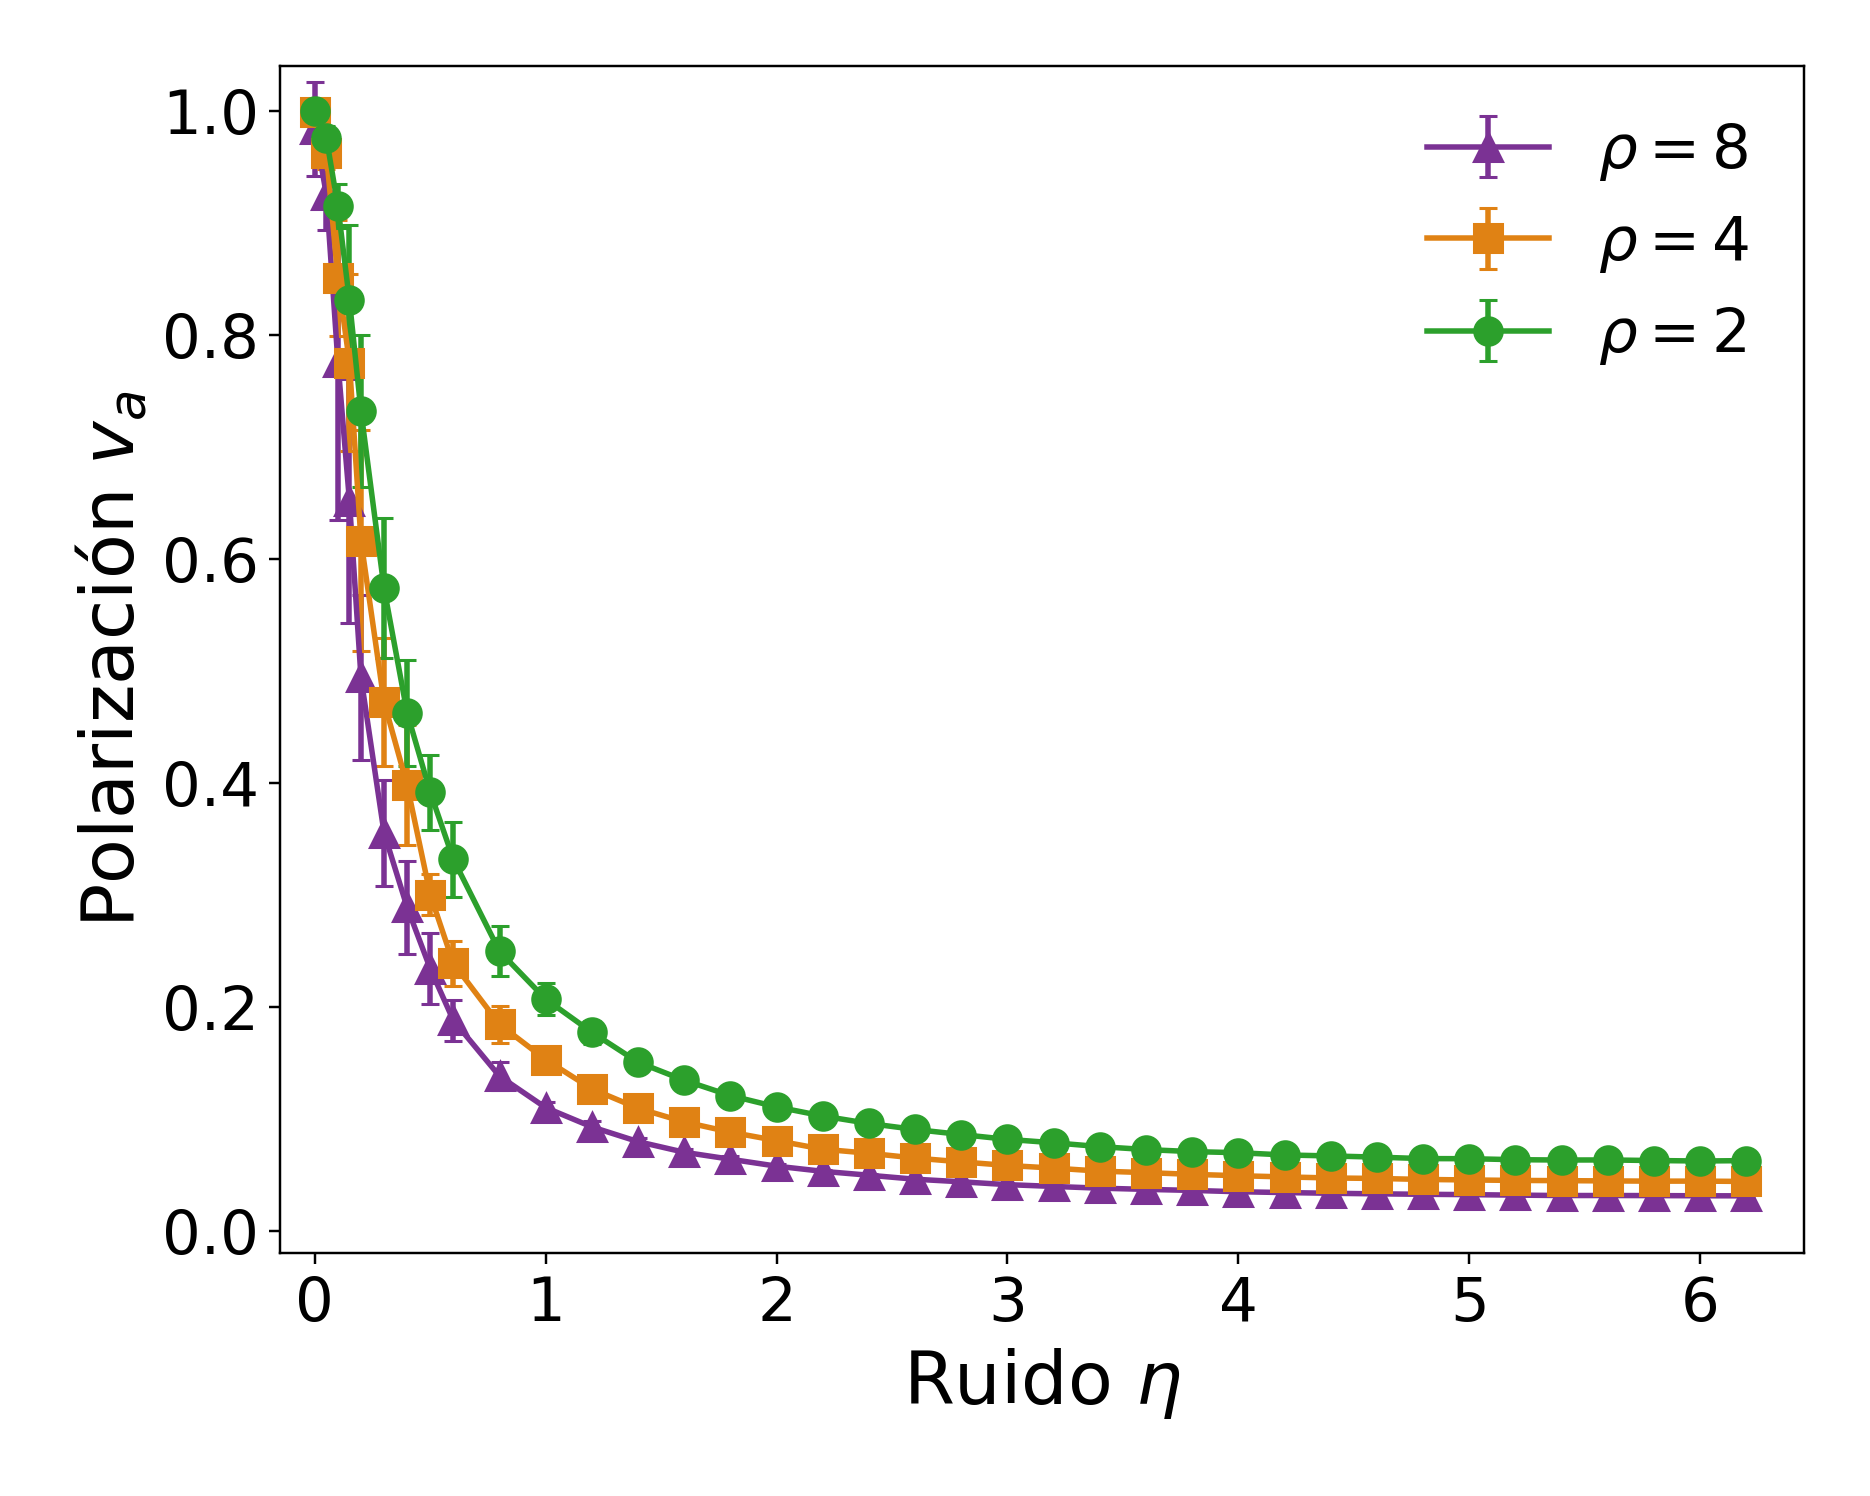 Polarización v_a
1.0
0.8
0.6
0.4
0.2
0.0
ρ = 8
ρ = 4
ρ = 2
0 1 2 3 4 5 6
Ruido η